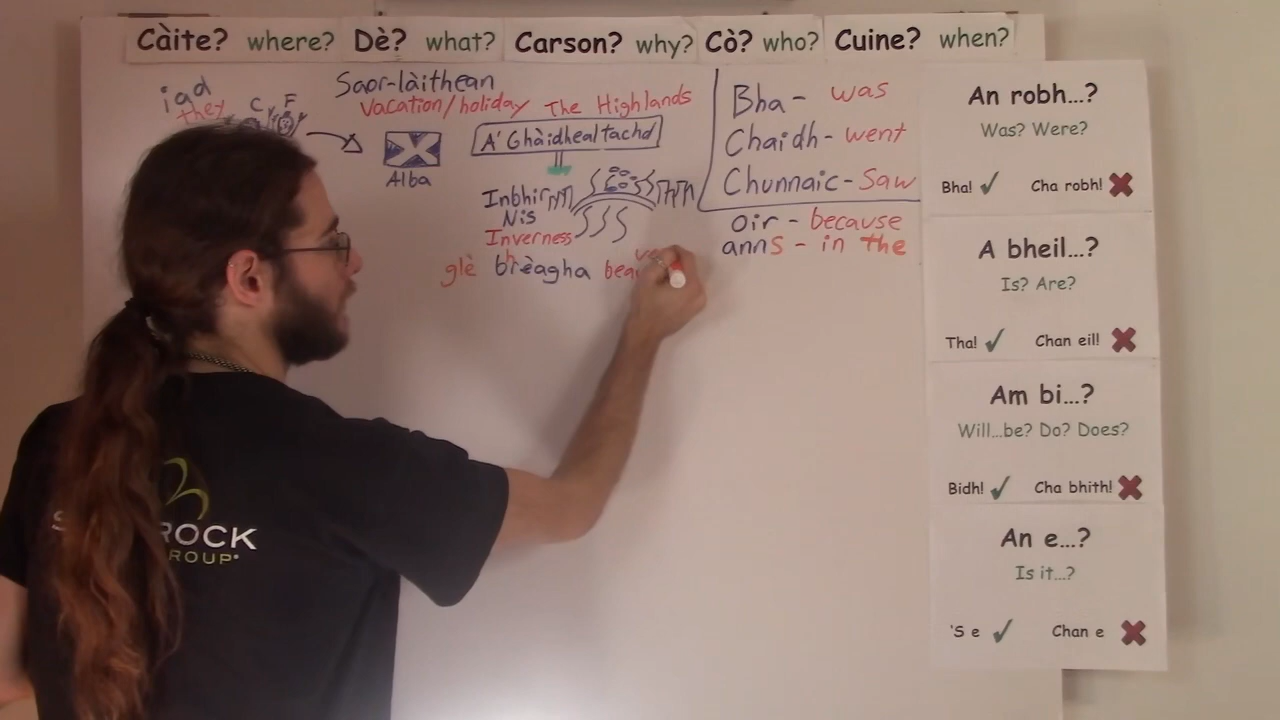 Càite? where? Dè? what? Carson? why? Cò? who? Cuine? when?
iad
they
C F
Saor-làithean
vacation/holiday The Highlands
A' Ghàidhealtachd
Alba
Inbhir
Nis
Inverness
glè brèagha
h
Bha - was
Chaidh - went
Chunnaic - Saw
oir - because
anns - in the
An robh...?
Was? Were?
Bha! Cha robh!
A bheil...?
Is? Are?
Tha! Chan eil!
Am bi...?
Will...be? Do? Does?
Bidh! Cha bhith!
An e...?
Is it...?
'S e Chan e
ROCK
ROUP